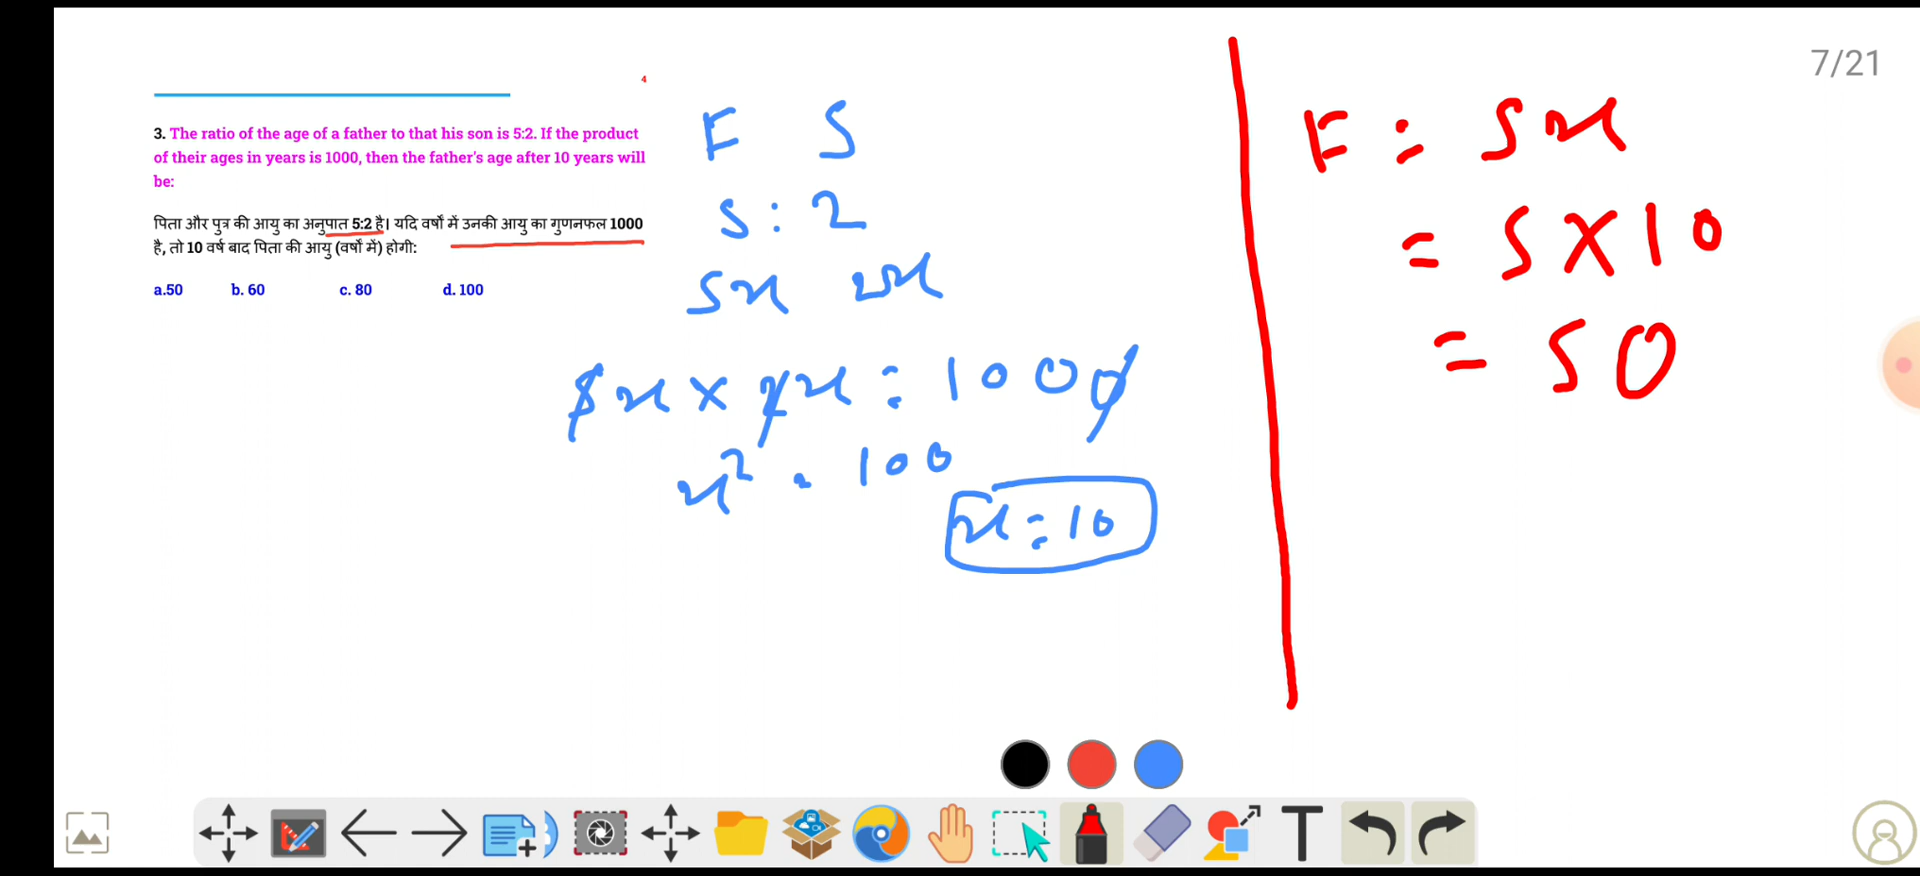 7/21
4
3. The ratio of the age of a father to that his son is 5:2. If the product
of their ages in years is 1000, then the father's age after 10 years will
be:
पिता और पुत्र की आयु का अनुपात 5:2 है। यदि वर्षों में उनकी आयु का गुणनफल 1000
है, तो 10 वर्ष बाद पिता की आयु (वर्षों में) होगी:
a.50 b. 60 c. 80 d. 100
F S
5 : 2
5x 2x
5x × 2x = 1000
x² = 100
x = 10
F = 5x
= 5 × 10
= 50
T